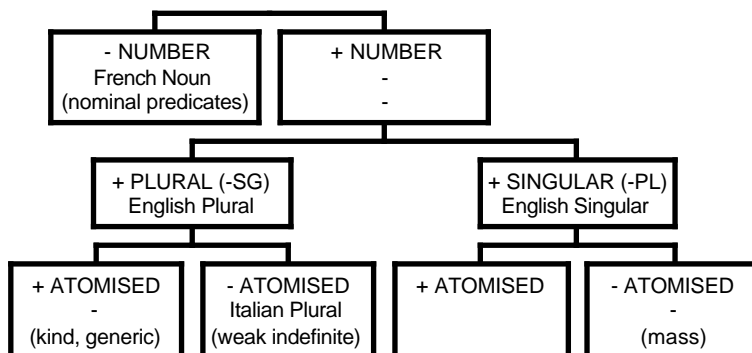 - NUMBER
French Noun
(nominal predicates)
+ NUMBER
-
-
+ PLURAL (-SG)
English Plural
+ SINGULAR (-PL)
English Singular
+ ATOMISED
-
(kind, generic)
- ATOMISED
Italian Plural
(weak indefinite)
+ ATOMISED
- ATOMISED
-
(mass)